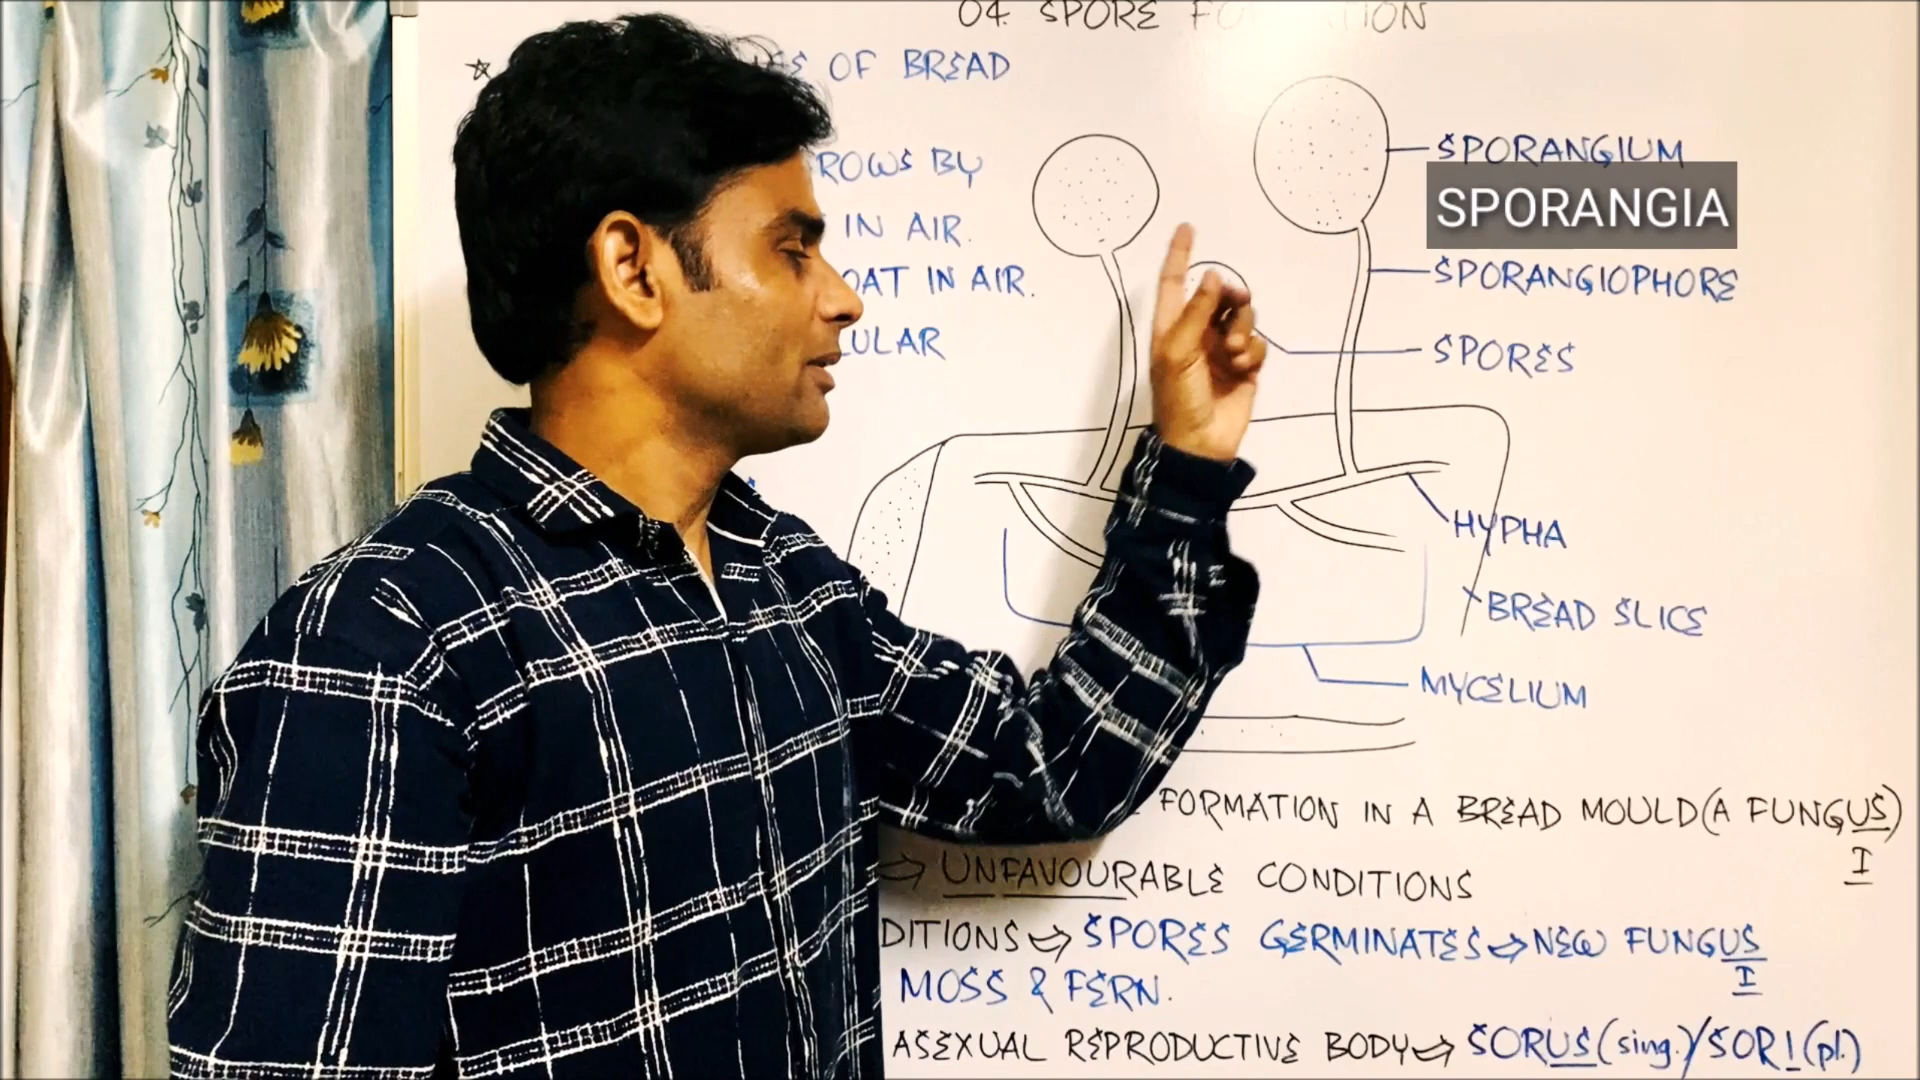 04 SPORE FO TION
OF BREAD
ROWS BY
IN AIR.
OAT IN AIR.
ULAR
SPORANGIUM
SPORANGIA
SPORANGIOPHORE
SPORES
HYPHA
BREAD SLICE
MYCELIUM
FORMATION IN A BREAD MOULD (A FUNGUS)
I
⇒ UNFAVOURABLE CONDITIONS
DITIONS ⇒ SPORES GERMINATES ⇒ NEW FUNGUS
I
MOSS & FERN.
ASEXUAL REPRODUCTIVE BODY ⇒ SORUS (sing.)/SORI (pl.)